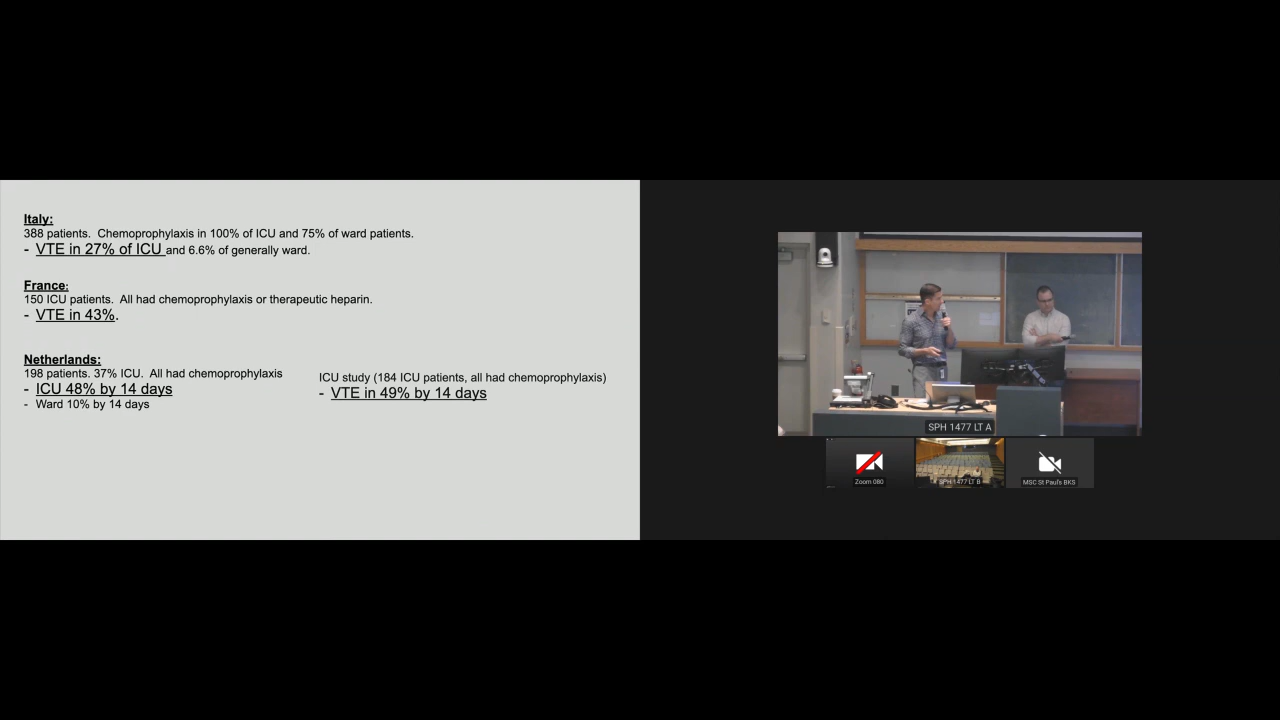 Italy:
388 patients.  Chemoprophylaxis in 100% of ICU and 75% of ward patients.
- VTE in 27% of ICU and 6.6% of generally ward.
France:
150 ICU patients.  All had chemoprophylaxis or therapeutic heparin.
- VTE in 43%.
Netherlands:
198 patients. 37% ICU.  All had chemoprophylaxis
- ICU 48% by 14 days
- Ward 10% by 14 days
ICU study (184 ICU patients, all had chemoprophylaxis)
- VTE in 49% by 14 days
SPH 1477 LT A
Zoom 080
SPH 1477 LT B
MSC St Paul's BKS